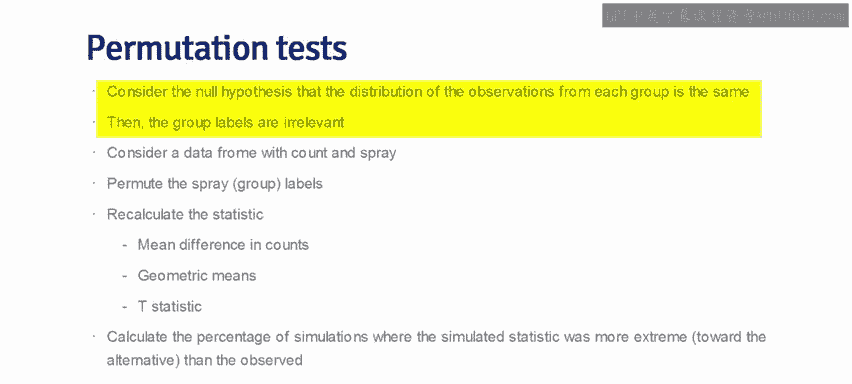 Permutation tests
· Consider the null hypothesis that the distribution of the observations from each group is the same
· Then, the group labels are irrelevant
· Consider a data frome with count and spray
· Permute the spray (group) labels
· Recalculate the statistic
- Mean difference in counts
- Geometric means
- T statistic
· Calculate the percentage of simulations where the simulated statistic was more extreme (toward the
alternative) than the observed